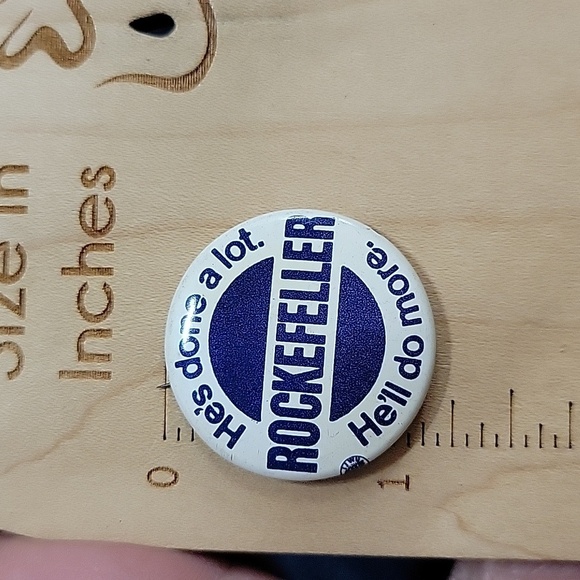 Size in
Inches
He's done a lot.
ROCKEFELLER
He'll do more.
0
1